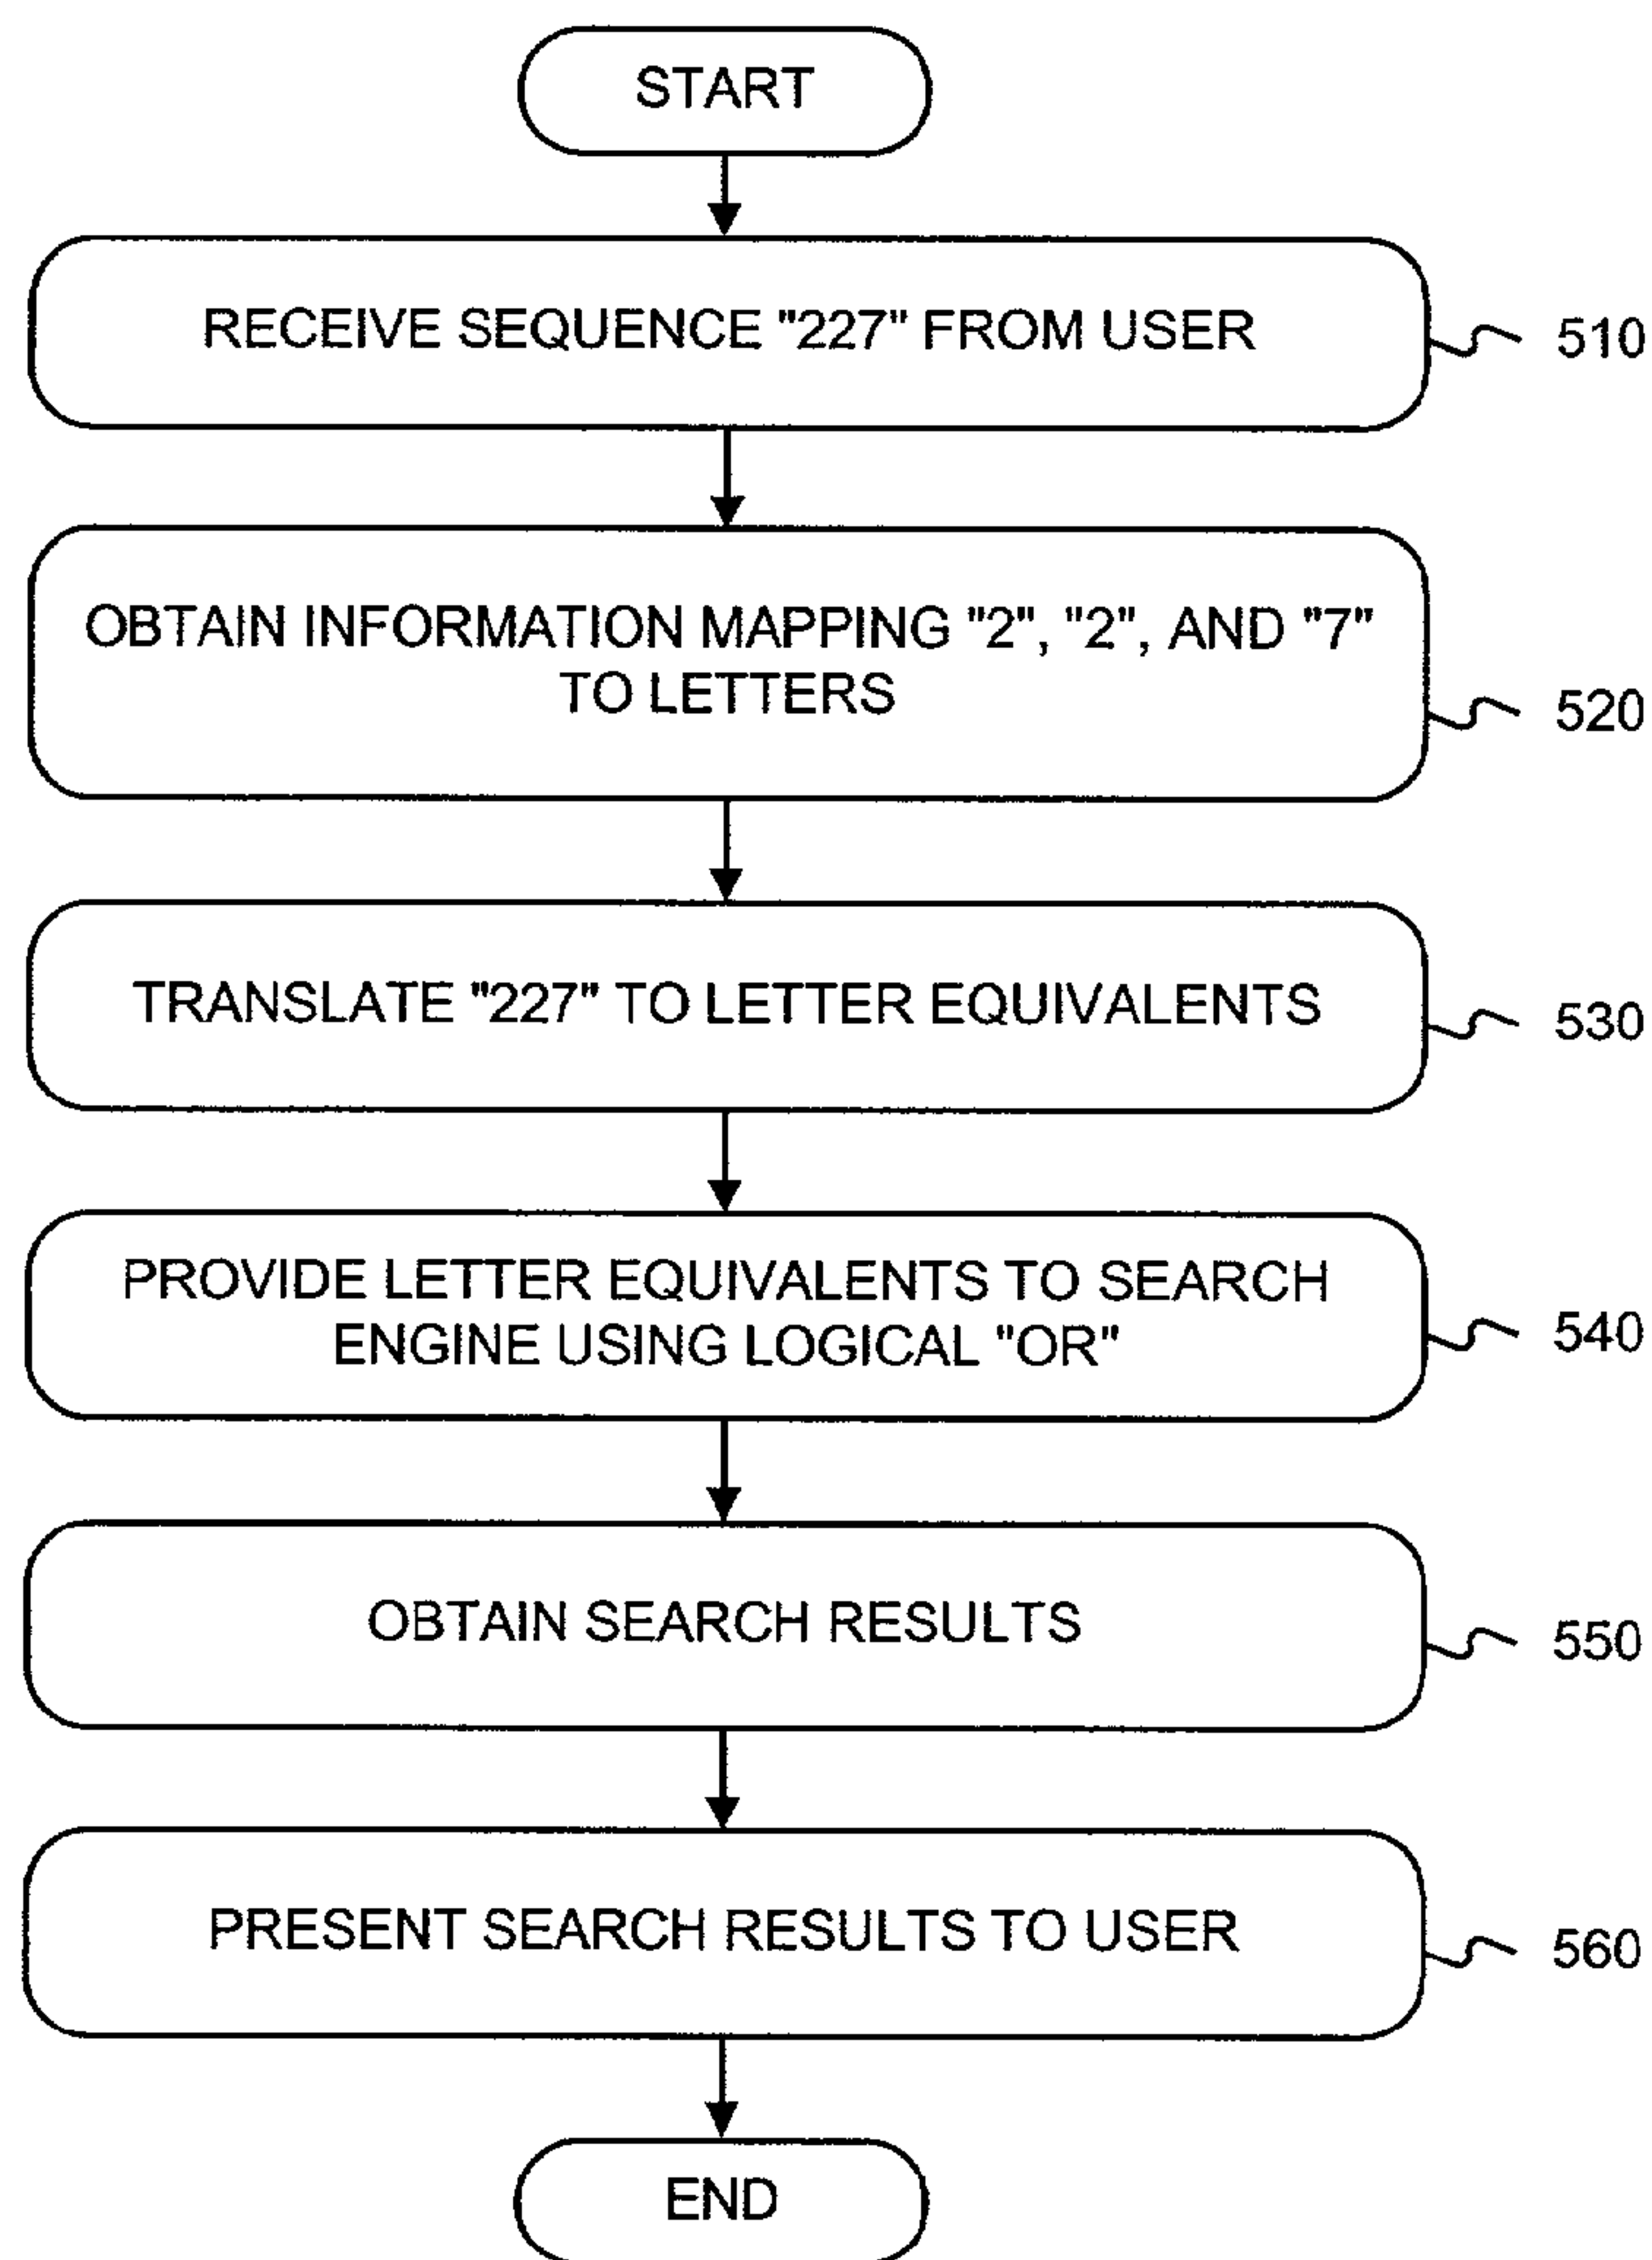 START
RECEIVE SEQUENCE "227" FROM USER
510
OBTAIN INFORMATION MAPPING "2", "2", AND "7"
TO LETTERS
520
TRANSLATE "227" TO LETTER EQUIVALENTS
530
PROVIDE LETTER EQUIVALENTS TO SEARCH
ENGINE USING LOGICAL "OR"
540
OBTAIN SEARCH RESULTS
550
PRESENT SEARCH RESULTS TO USER
560
END